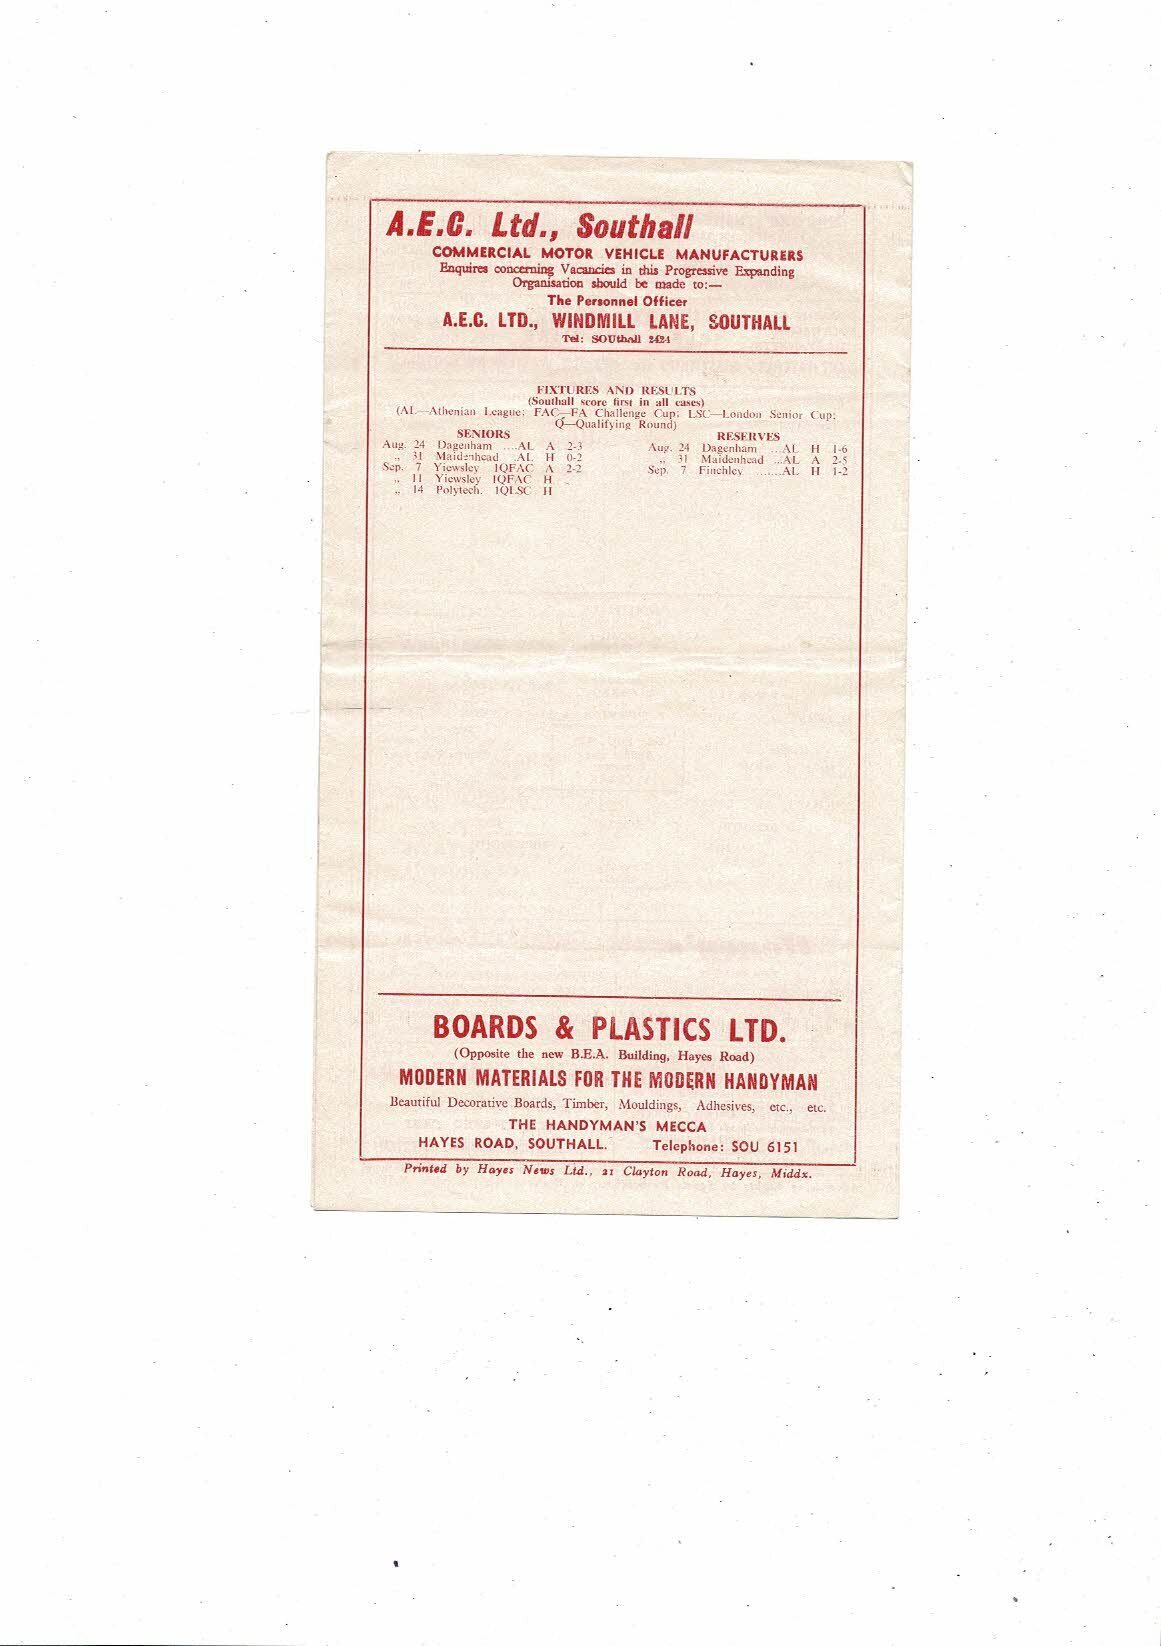 A.E.C. Ltd., Southall
COMMERCIAL MOTOR VEHICLE MANUFACTURERS
Enquires concerning Vacancies in this Progressive Expanding
Organisation should be made to:—
The Personnel Officer
A.E.C. LTD., WINDMILL LANE, SOUTHALL
Tel: SOUthall 2424
FIXTURES AND RESULTS
(Southall score first in all cases)
(AL—Athenian League; FAC—FA Challenge Cup; LSC—London Senior Cup;
Q—Qualifying Round)
SENIORS
Aug. 24 Dagenham ....AL A 2-3
„ 31 Maidenhead .AL H 0-2
Sep. 7 Yiewsley 1QFAC A 2-2
„ 11 Yiewsley 1QFAC H
„ 14 Polytech. 1QLSC H
RESERVES
Aug. 24 Dagenham ...AL H 1-6
„ 31 Maidenhead ...AL A 2-5
Sep. 7 Finchley .......AL H 1-2
BOARDS & PLASTICS LTD.
(Opposite the new B.E.A. Building, Hayes Road)
MODERN MATERIALS FOR THE MODERN HANDYMAN
Beautiful Decorative Boards, Timber, Mouldings, Adhesives, etc., etc.
THE HANDYMAN'S MECCA
HAYES ROAD, SOUTHALL. Telephone: SOU 6151
Printed by Hayes News Ltd., 21 Clayton Road, Hayes, Middx.